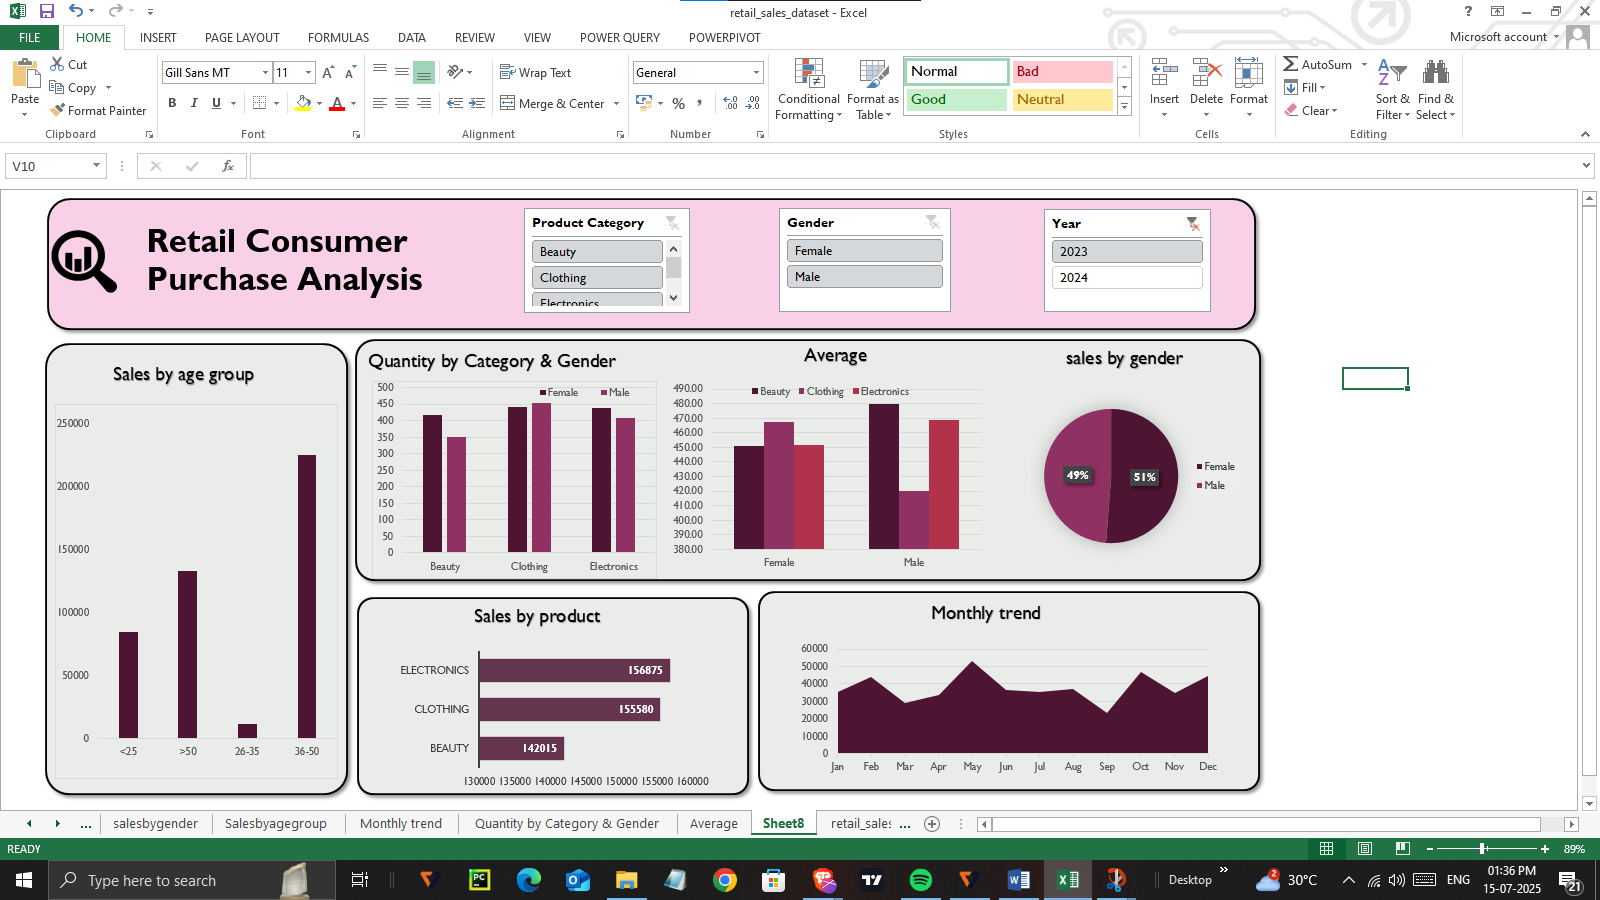 retail_sales_dataset - Excel
?
FILE HOME INSERT PAGE LAYOUT FORMULAS DATA REVIEW VIEW POWER QUERY POWERPIVOT
Microsoft account
Paste
Cut
Copy
Format Painter
Clipboard
Gill Sans MT 11
B I U
Font
Wrap Text
Merge & Center
Alignment
General
Number
Conditional Formatting
Format as Table
Normal Bad
Good Neutral
Styles
Insert Delete Format
Cells
AutoSum
Fill
Clear
Sort & Filter
Find & Select
Editing
V10
fx
Retail Consumer
Purchase Analysis
Product Category
Beauty
Clothing
Electronics
Gender
Female
Male
Year
2023
2024
Sales by age group
250000
200000
150000
100000
50000
0
<25 >50 26-35 36-50
Quantity by Category & Gender
Female Male
500
450
400
350
300
250
200
150
100
50
0
Beauty Clothing Electronics
Average
Beauty Clothing Electronics
490.00
480.00
470.00
460.00
450.00
440.00
430.00
420.00
410.00
400.00
390.00
380.00
Female Male
sales by gender
49% 51%
Female
Male
Sales by product
ELECTRONICS 156875
CLOTHING 155580
BEAUTY 142015
130000 135000 140000 145000 150000 155000 160000
Monthly trend
60000
50000
40000
30000
20000
10000
0
Jan Feb Mar Apr May Jun Jul Aug Sep Oct Nov Dec
... salesbygender Salesbyagegroup Monthly trend Quantity by Category & Gender Average Sheet8 retail_sales ...
READY
89%
Type here to search
Desktop
2
30°C
ENG
01:36 PM
15-07-2025
21